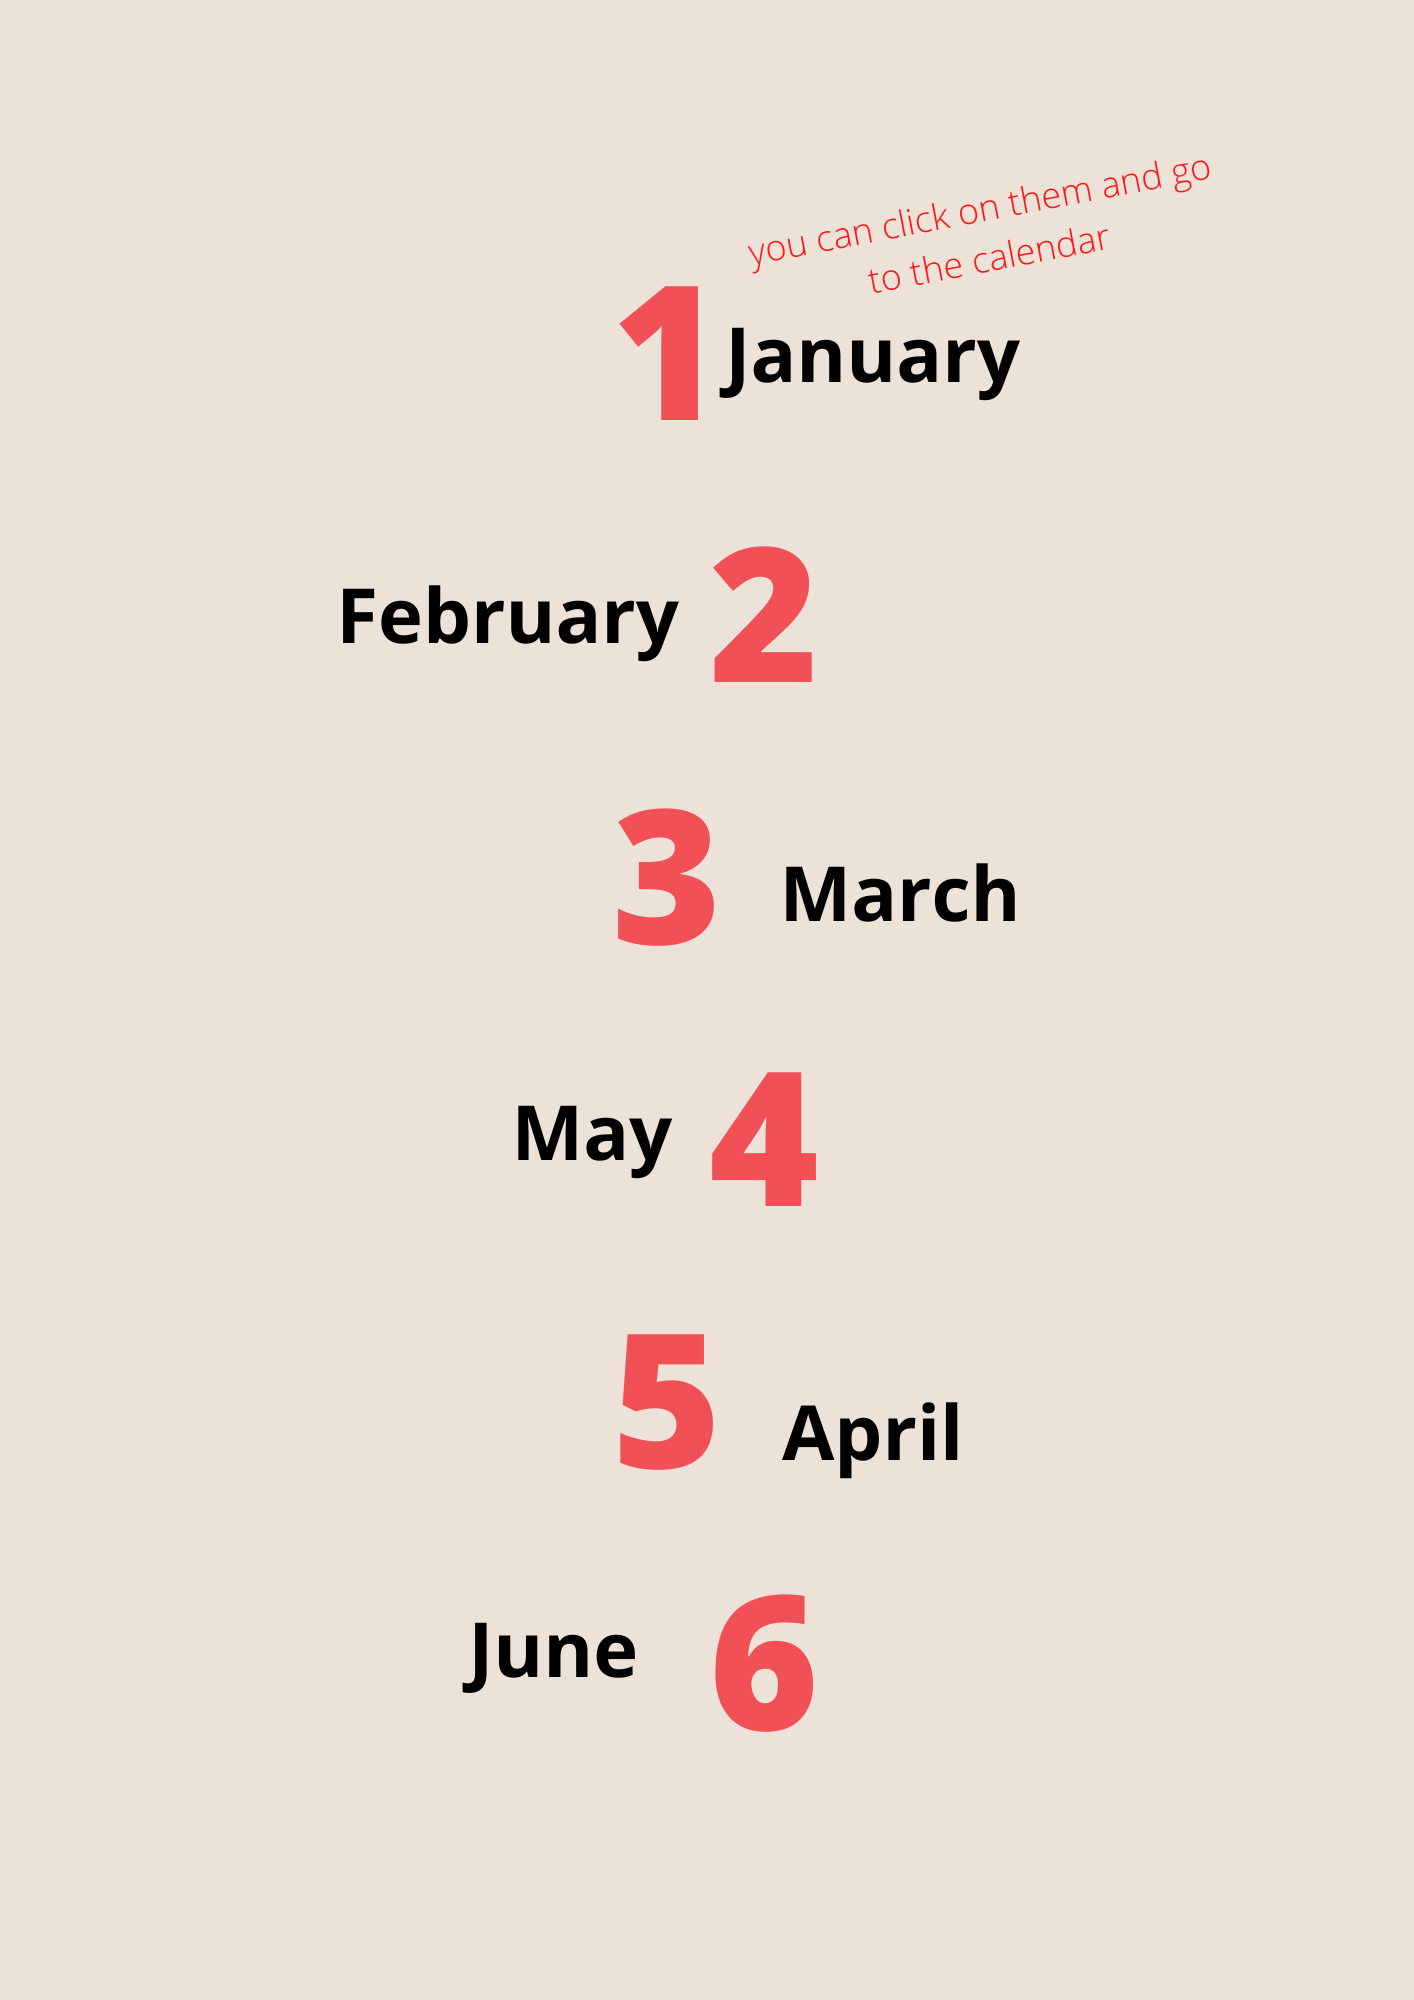 you can click on them and go
to the calendar
1 January
February 2
3 March
May 4
5 April
June 6